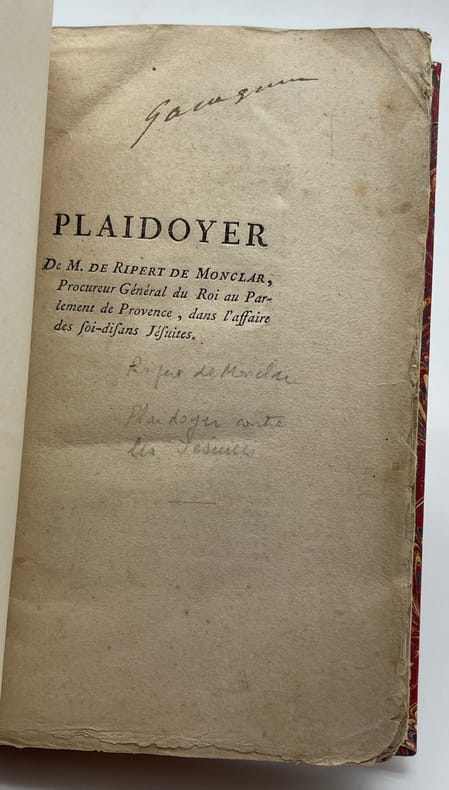 PLAIDOYER
De M. DE RIPERT DE MONCLAR,
Procureur Général du Roi au Par-
lement de Provence, dans l'affaire
des ſoi-diſans Jéſuites.
Ripert de Monclar
Plaidoyer contre
les Jésuites